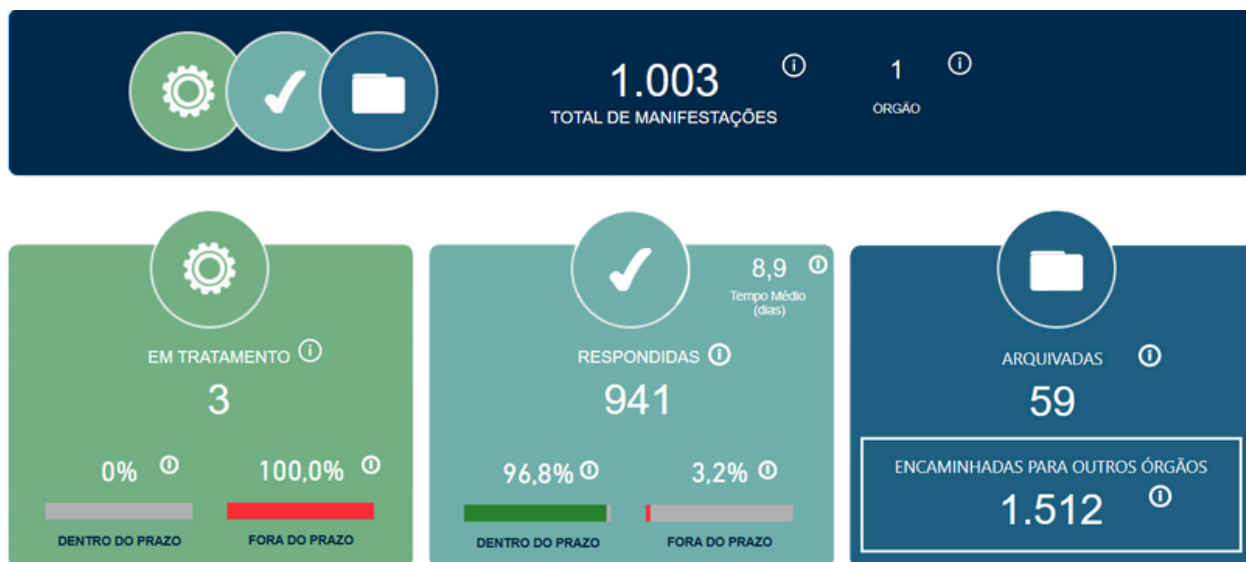 1.003
TOTAL DE MANIFESTAÇÕES
1
ÓRGÃO
EM TRATAMENTO
3
0%
DENTRO DO PRAZO
100,0%
FORA DO PRAZO
8,9
Tempo Médio
(dias)
RESPONDIDAS
941
96,8%
DENTRO DO PRAZO
3,2%
FORA DO PRAZO
ARQUIVADAS
59
ENCAMINHADAS PARA OUTROS ÓRGÃOS
1.512